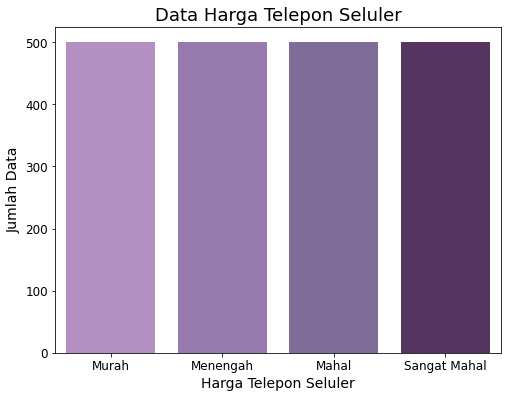 Data Harga Telepon Seluler
Jumlah Data
500
400
300
200
100
0
Murah
Menengah
Mahal
Sangat Mahal
Harga Telepon Seluler